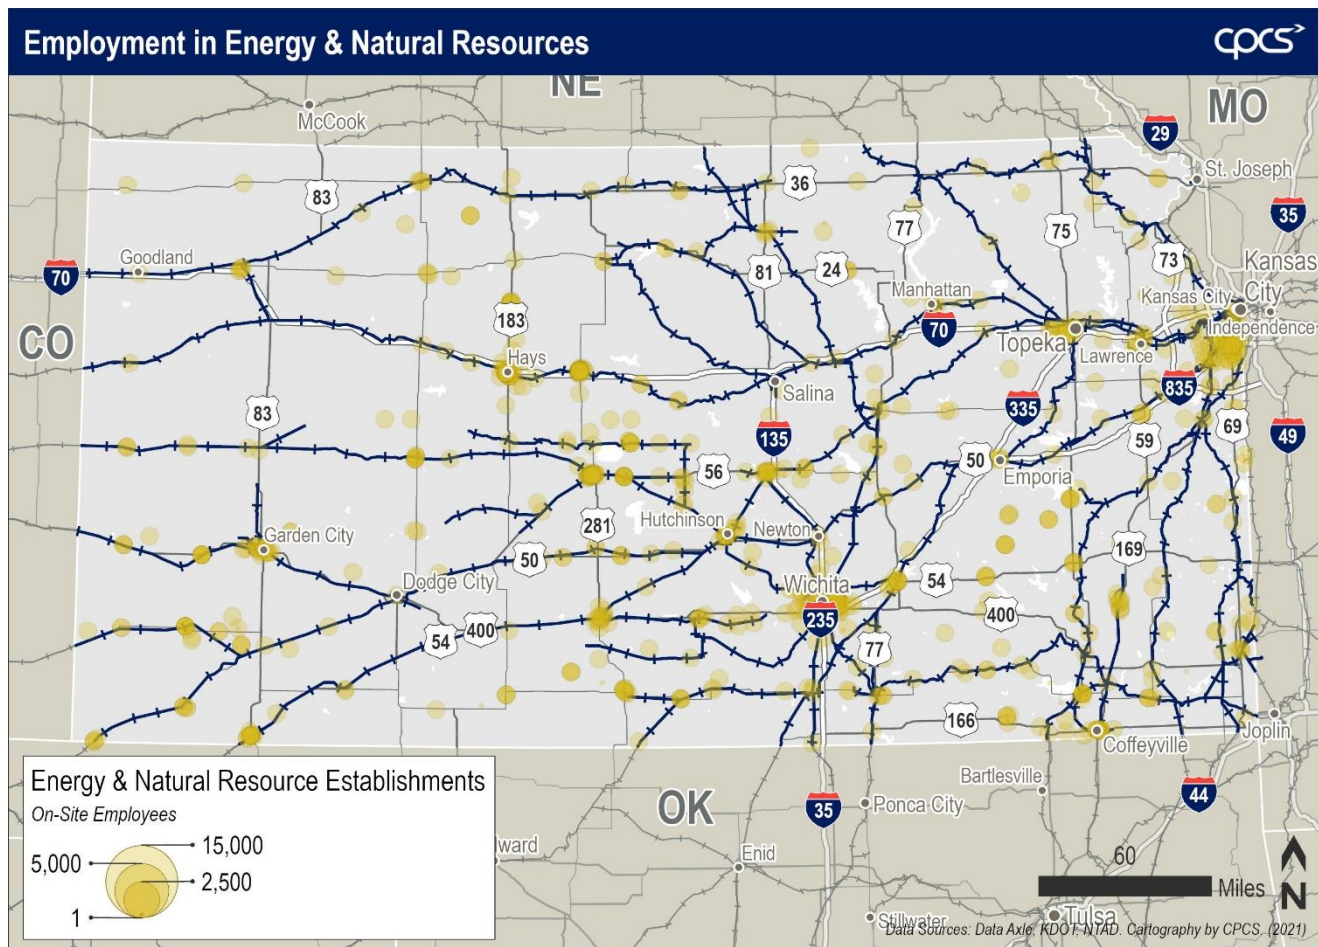 Employment in Energy & Natural Resources
cpcs
NE
MO
McCook
29
St. Joseph
83
36
35
77
75
73
Goodland
70
81
24
Kansas
City
Manhattan
Kansas City
183
70
Independence
CO
Topeka
Lawrence
Hays
Salina
835
335
83
69
135
59
49
50
56
Emporia
Hutchinson
281
Newton
Garden City
169
50
Dodge City
Wichita
54
400
235
400
54
77
166
Coffeyville
Joplin
Bartlesville
44
OK
35
Ponca City
Energy & Natural Resource Establishments
On-Site Employees
15,000
5,000
2,500
1
lward
Enid
60
Miles
N
Stillwater
Tulsa
Data Sources: Data Axle. KDOT, NTAD. Cartography by CPCS. (2021)